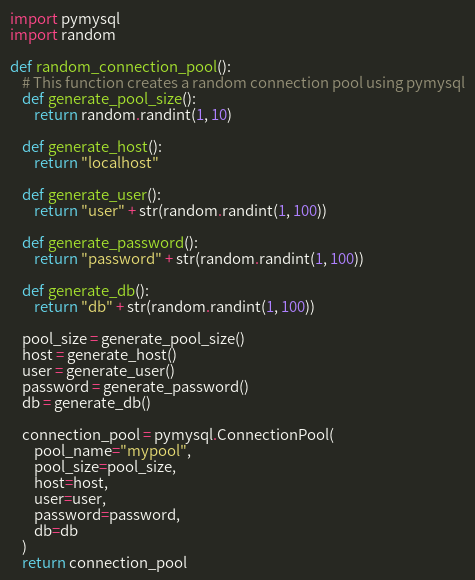 import pymysql
import random

def random_connection_pool():
    # This function creates a random connection pool using pymysql
    def generate_pool_size():
        return random.randint(1, 10)

    def generate_host():
        return "localhost"

    def generate_user():
        return "user" + str(random.randint(1, 100))

    def generate_password():
        return "password" + str(random.randint(1, 100))

    def generate_db():
        return "db" + str(random.randint(1, 100))

    pool_size = generate_pool_size()
    host = generate_host()
    user = generate_user()
    password = generate_password()
    db = generate_db()

    connection_pool = pymysql.ConnectionPool(
        pool_name="mypool",
        pool_size=pool_size,
        host=host,
        user=user,
        password=password,
        db=db
    )
    return connection_pool